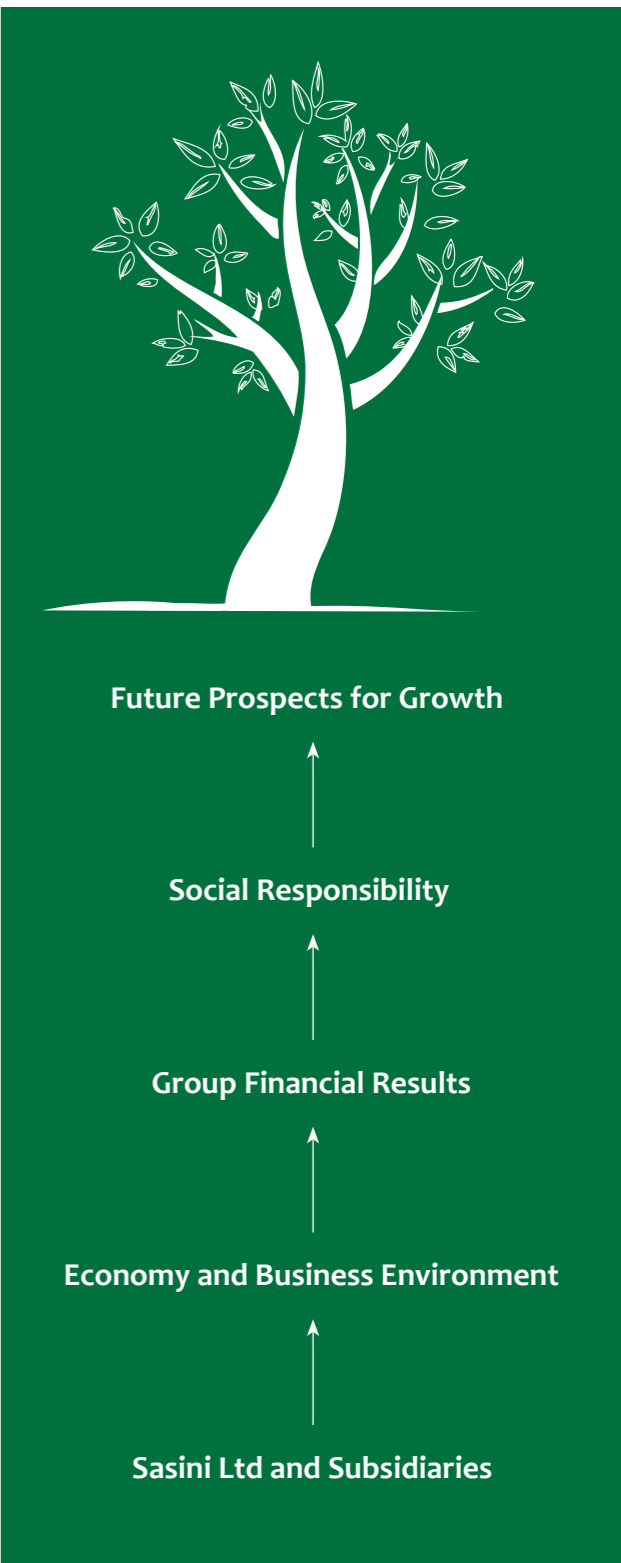 Future Prospects for Growth
Social Responsibility
Group Financial Results
Economy and Business Environment
Sasini Ltd and Subsidiaries